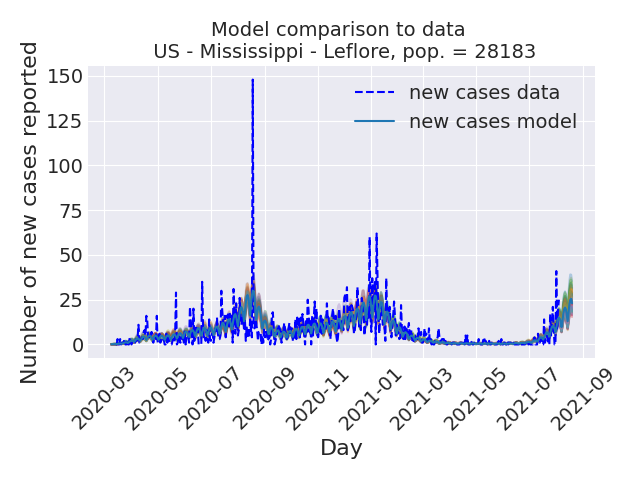 Model comparison to data
US - Mississippi - Leflore, pop. = 28183
Number of new cases reported
150
125
100
75
50
25
0
new cases data
new cases model
2020-03
2020-05
2020-07
2020-09
2020-11
2021-01
2021-03
2021-05
2021-07
2021-09
Day